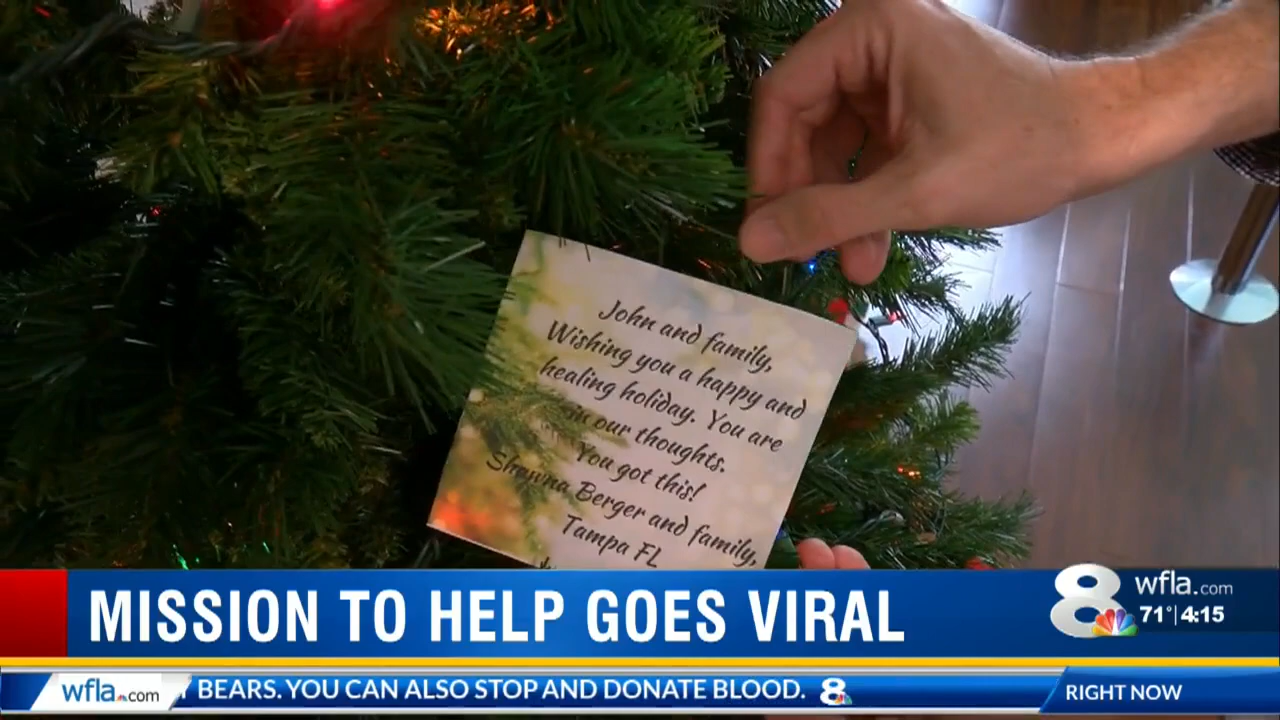 John and family,
Wishing you a happy and
healing holiday. You are
in our thoughts.
You got this!
Shawna Berger and family,
Tampa FL
MISSION TO HELP GOES VIRAL
8 wfla.com
71° 4:15
wfla.com BEARS. YOU CAN ALSO STOP AND DONATE BLOOD. 8 RIGHT NOW